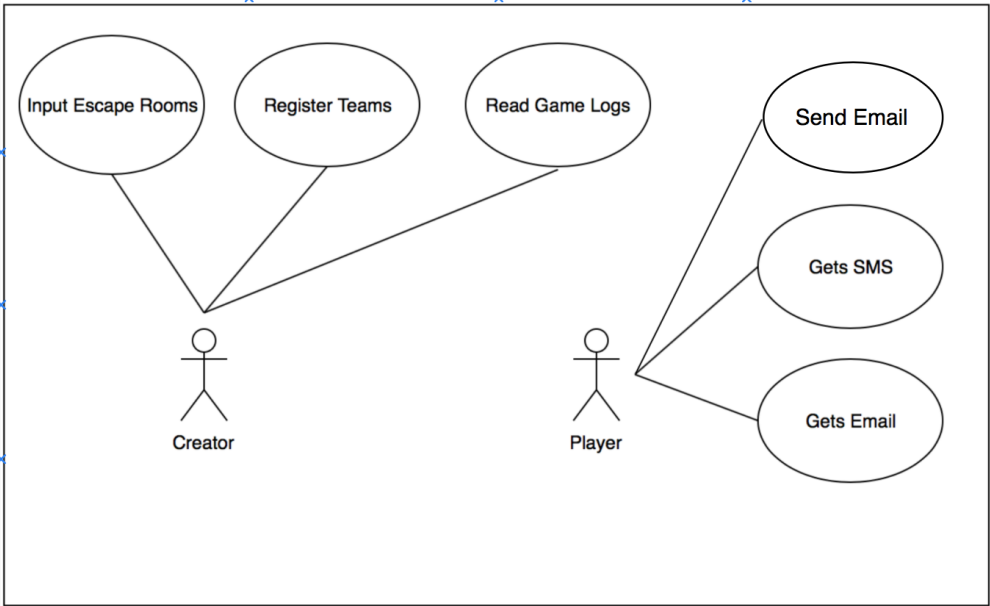 Input Escape Rooms
Register Teams
Read Game Logs
Send Email
Gets SMS
Gets Email
Creator
Player